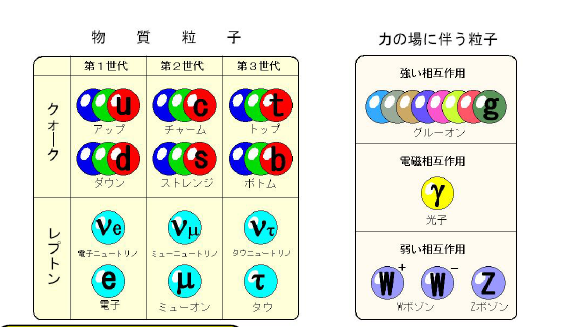 物質粒子
第1世代 第2世代 第3世代
クォーク
u c t
アップ チャーム トップ
d s b
ダウン ストレンジ ボトム
レプトン
νe νμ ντ
電子ニュートリノ ミューニュートリノ タウニュートリノ
e μ τ
電子 ミューオン タウ
力の場に伴う粒子
強い相互作用
g
グルーオン
電磁相互作用
γ
光子
弱い相互作用
W+ W− Z
Wボゾン Zボゾン